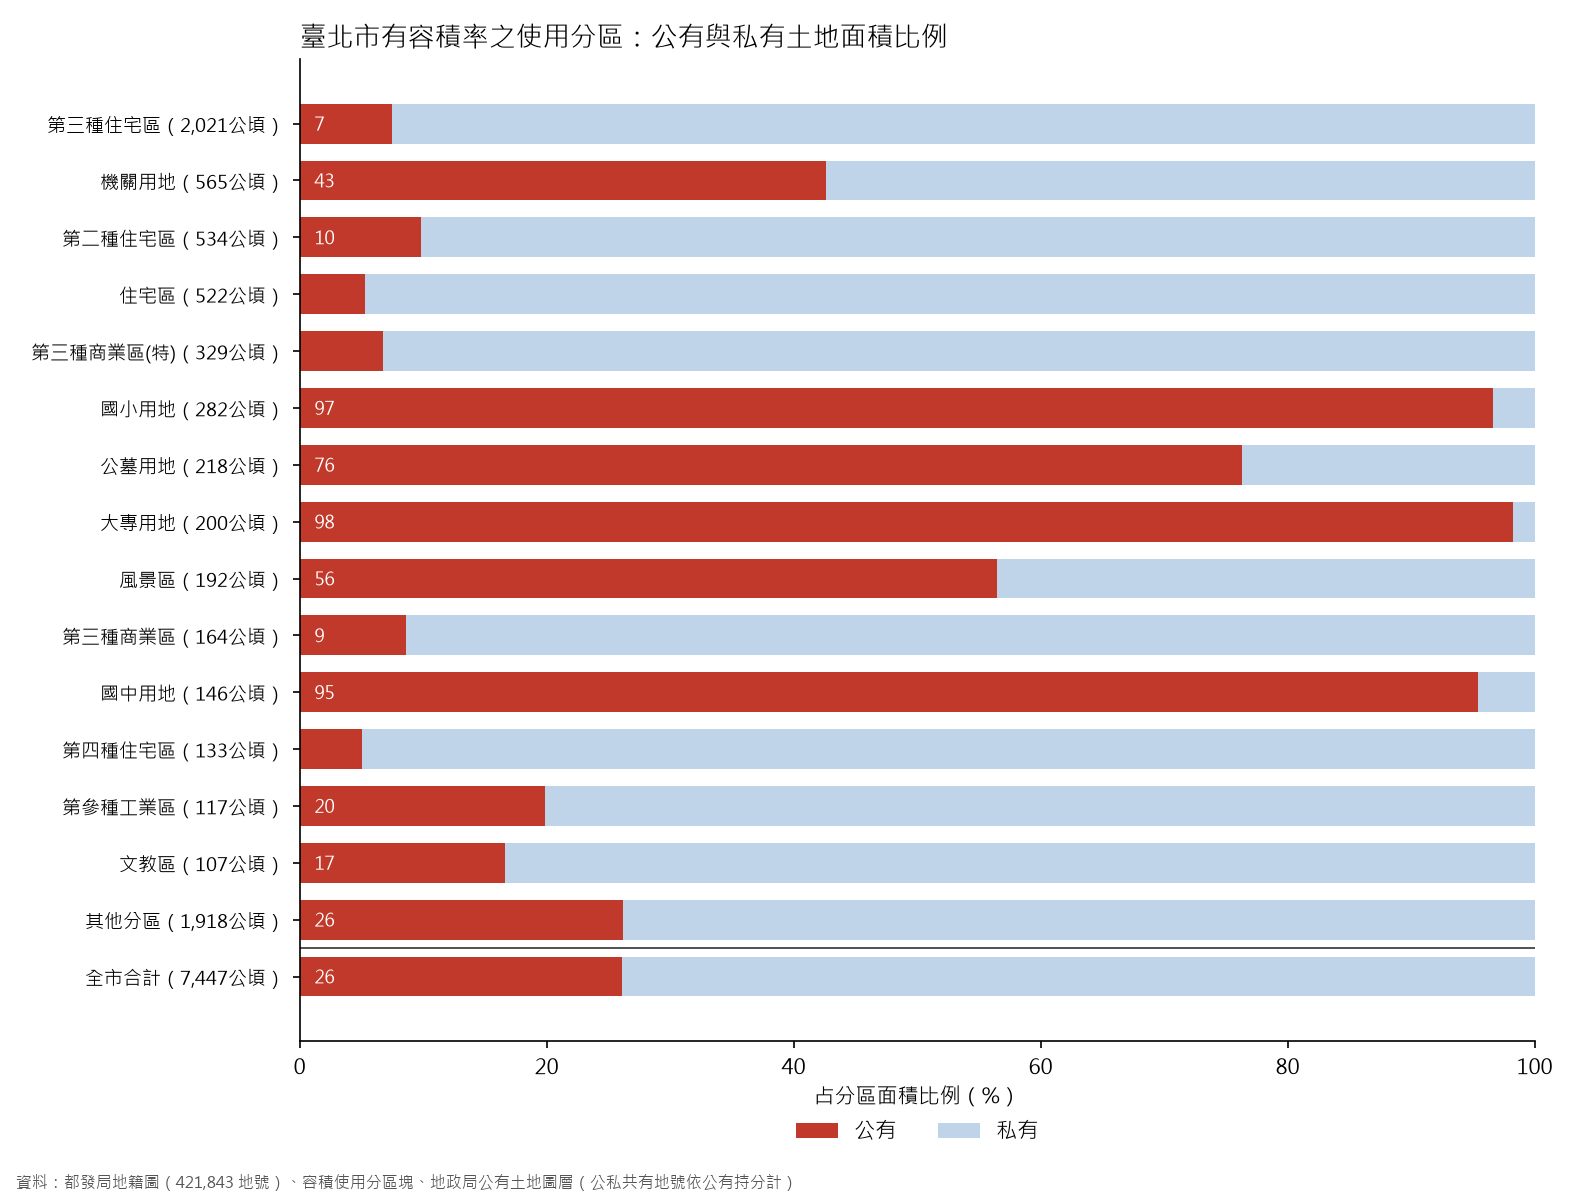 臺北市有容積率之使用分區：公有與私有土地面積比例
第三種住宅區（2,021公頃） 7
機關用地（565公頃） 43
第二種住宅區（534公頃） 10
住宅區（522公頃）
第三種商業區(特)（329公頃）
國小用地（282公頃） 97
公墓用地（218公頃） 76
大專用地（200公頃） 98
風景區（192公頃） 56
第三種商業區（164公頃） 9
國中用地（146公頃） 95
第四種住宅區（133公頃）
第參種工業區（117公頃） 20
文教區（107公頃） 17
其他分區（1,918公頃） 26
全市合計（7,447公頃） 26
0 20 40 60 80 100
占分區面積比例（%）
公有 私有
資料：都發局地籍圖（421,843 地號）、容積使用分區塊、地政局公有土地圖層（公私共有地號依公有持分計）